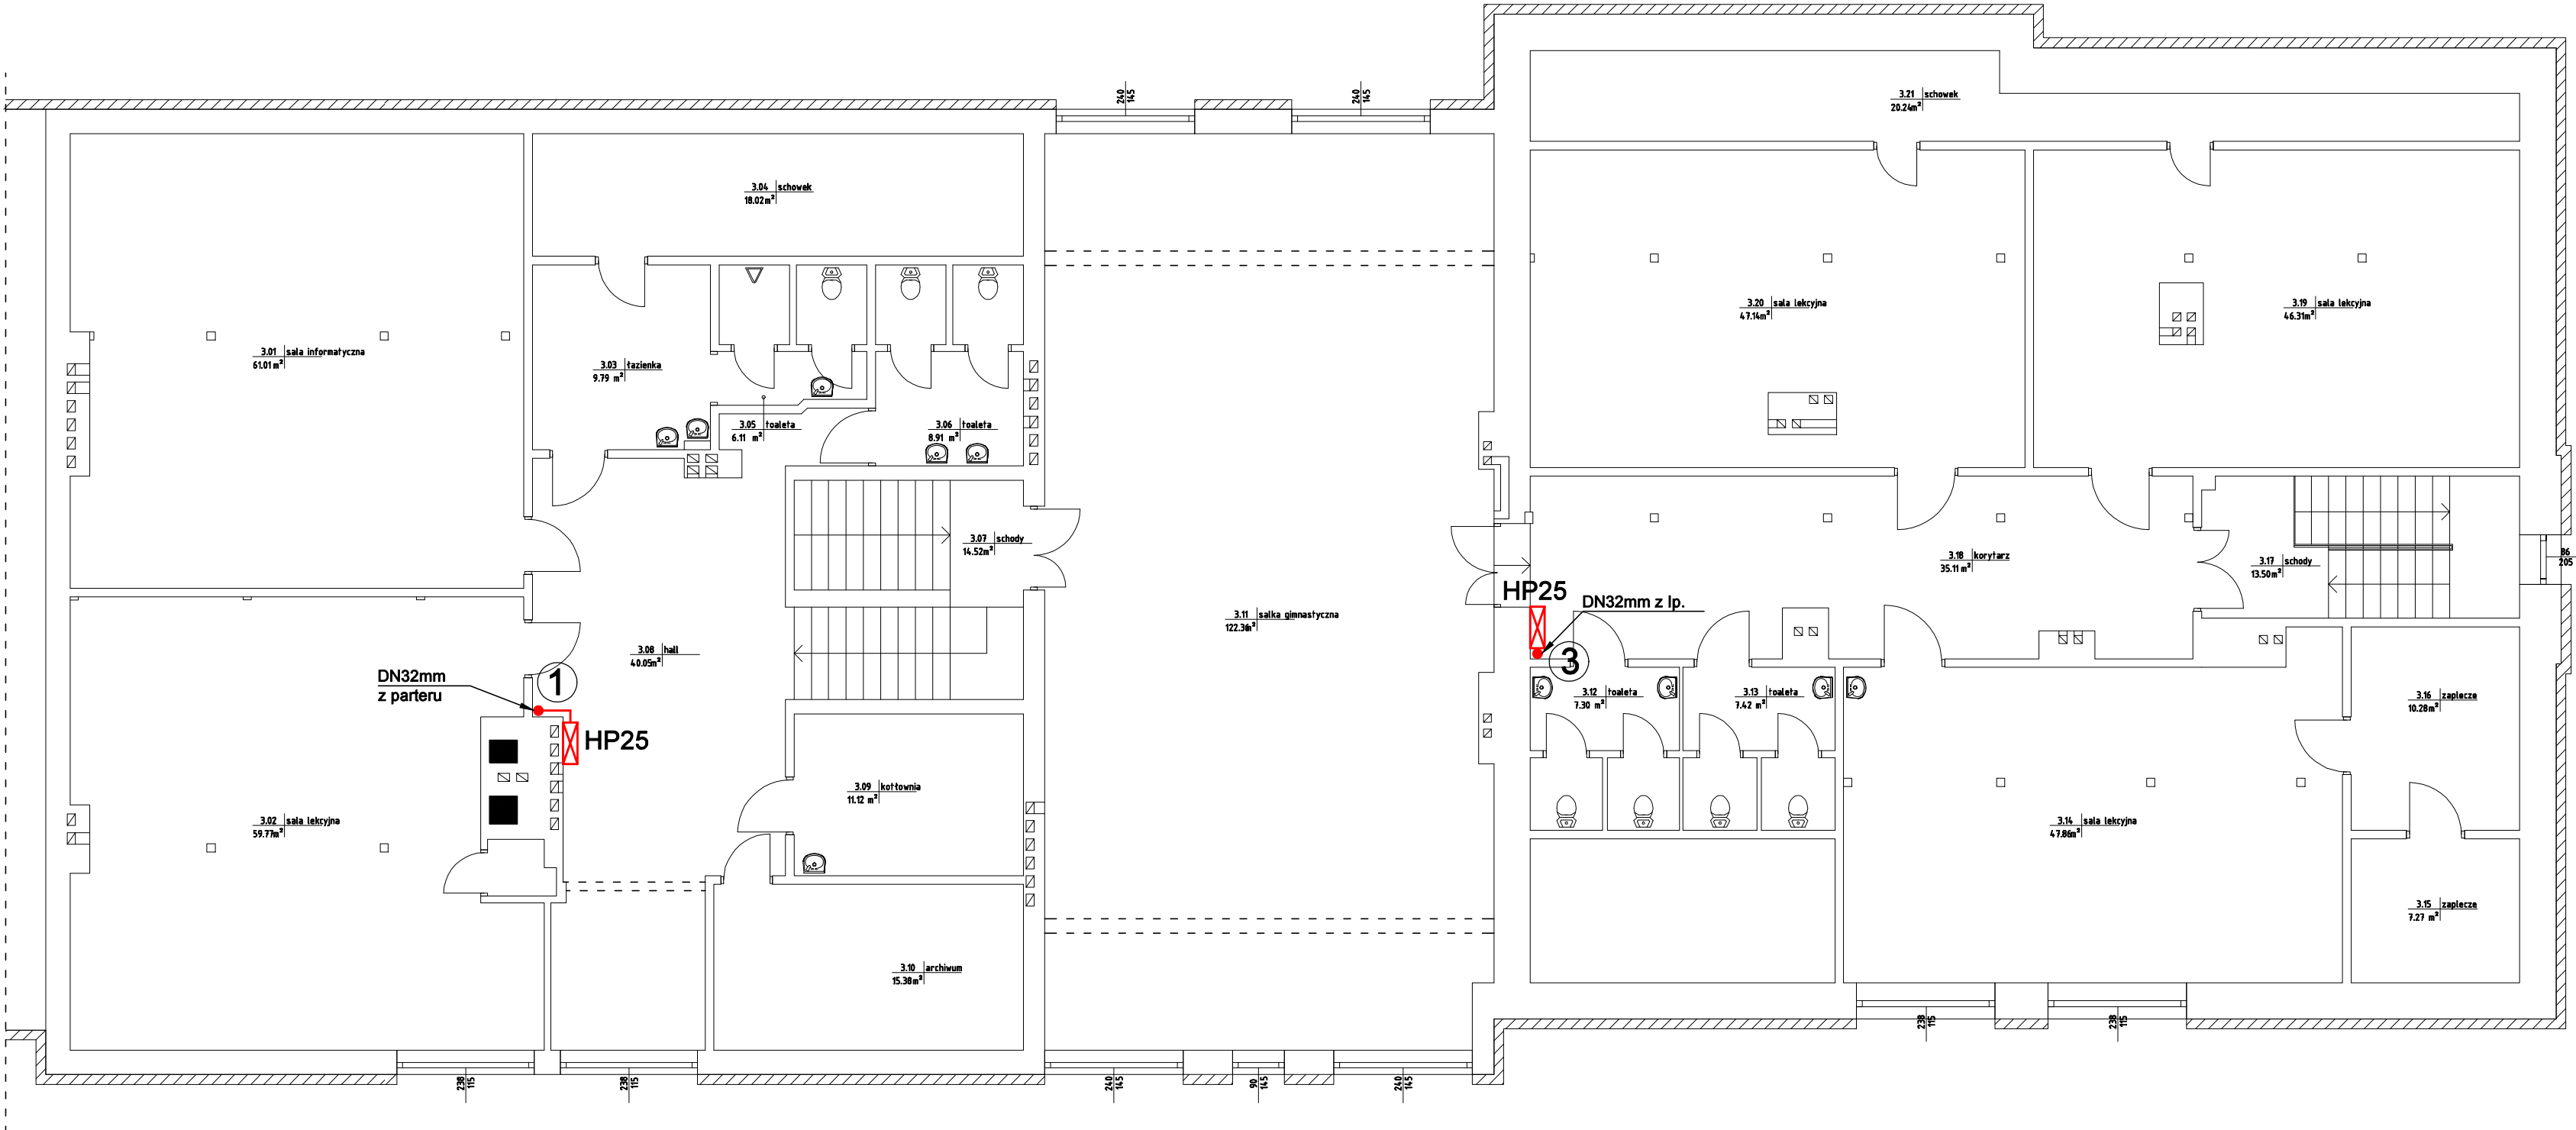 240
145
240
145
3.21 schowek
20.24m²
3.04 schowek
18.02m²
3.20 sala lekcyjna
47.14m²
3.19 sala lekcyjna
46.31m²
3.01 sala informatyczna
61.01 m²
3.03 łazienka
9.79 m²
3.05 toaleta
6.11 m²
3.06 toaleta
8.91 m²
3.07 schody
14.52m²
3.18 korytarz
35.11 m²
3.17 schody
13.50m²
86
205
HP25
DN32mm z Ip.
3
3.11 salka gimnastyczna
122.36m²
3.08 hall
40.05m²
DN32mm
z parteru
1
HP25
3.12 toaleta
7.30 m²
3.13 toaleta
7.42 m²
3.16 zaplecze
10.28m²
3.09 kotłownia
11.12 m²
3.02 sala lekcyjna
59.77m²
3.14 sala lekcyjna
47.86m²
3.15 zaplecze
7.27 m²
3.10 archiwum
15.38m²
238
115
238
115
238
115
238
115
240
145
90
145
240
145